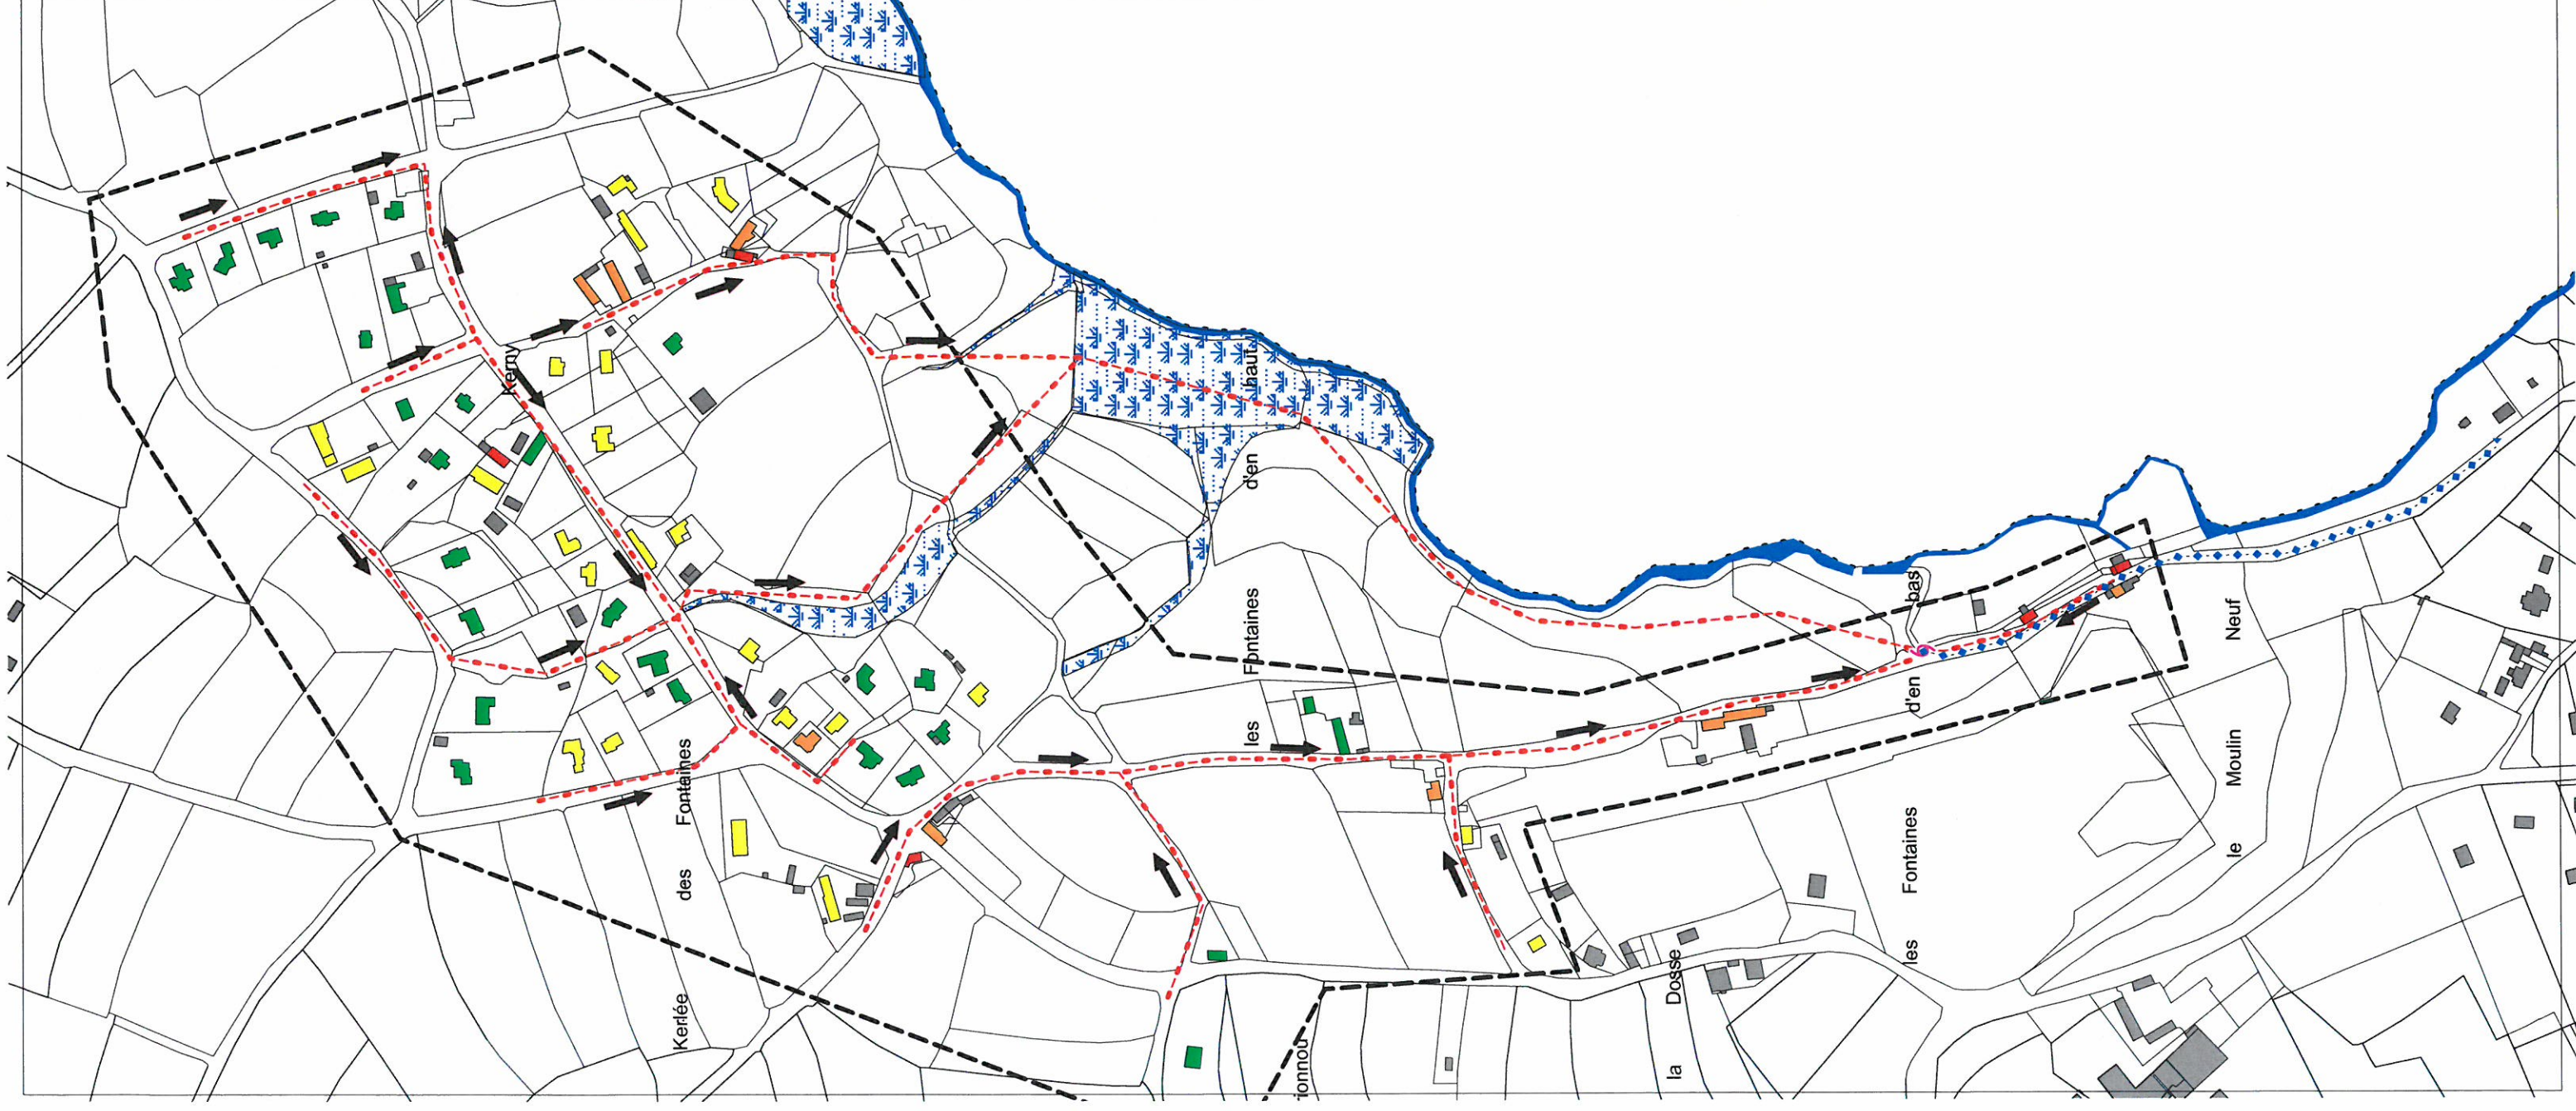 Kerny
Kerlée des Fontaines
les Fontaines d'en haut
rionnou
la Dosse
les Fontaines d'en bas
le Moulin Neuf